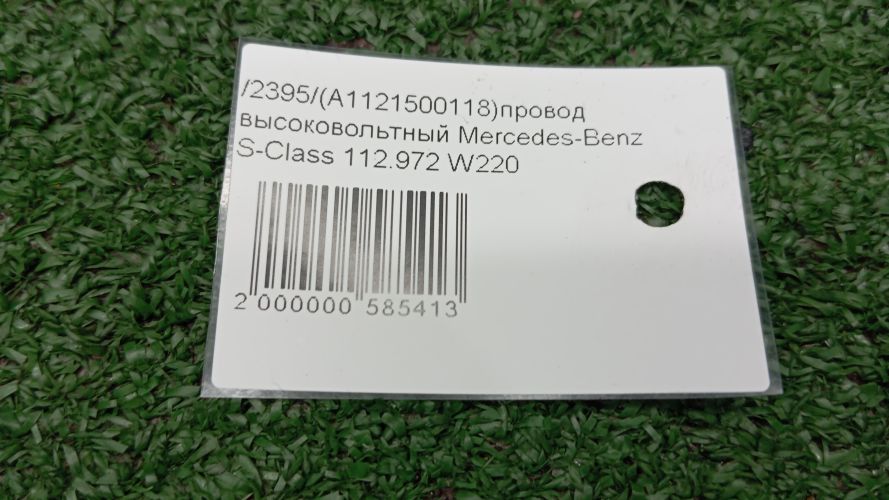 /2395/(A1121500118)провод
высоковольтный Mercedes-Benz
S-Class 112.972 W220
2 000000 585413